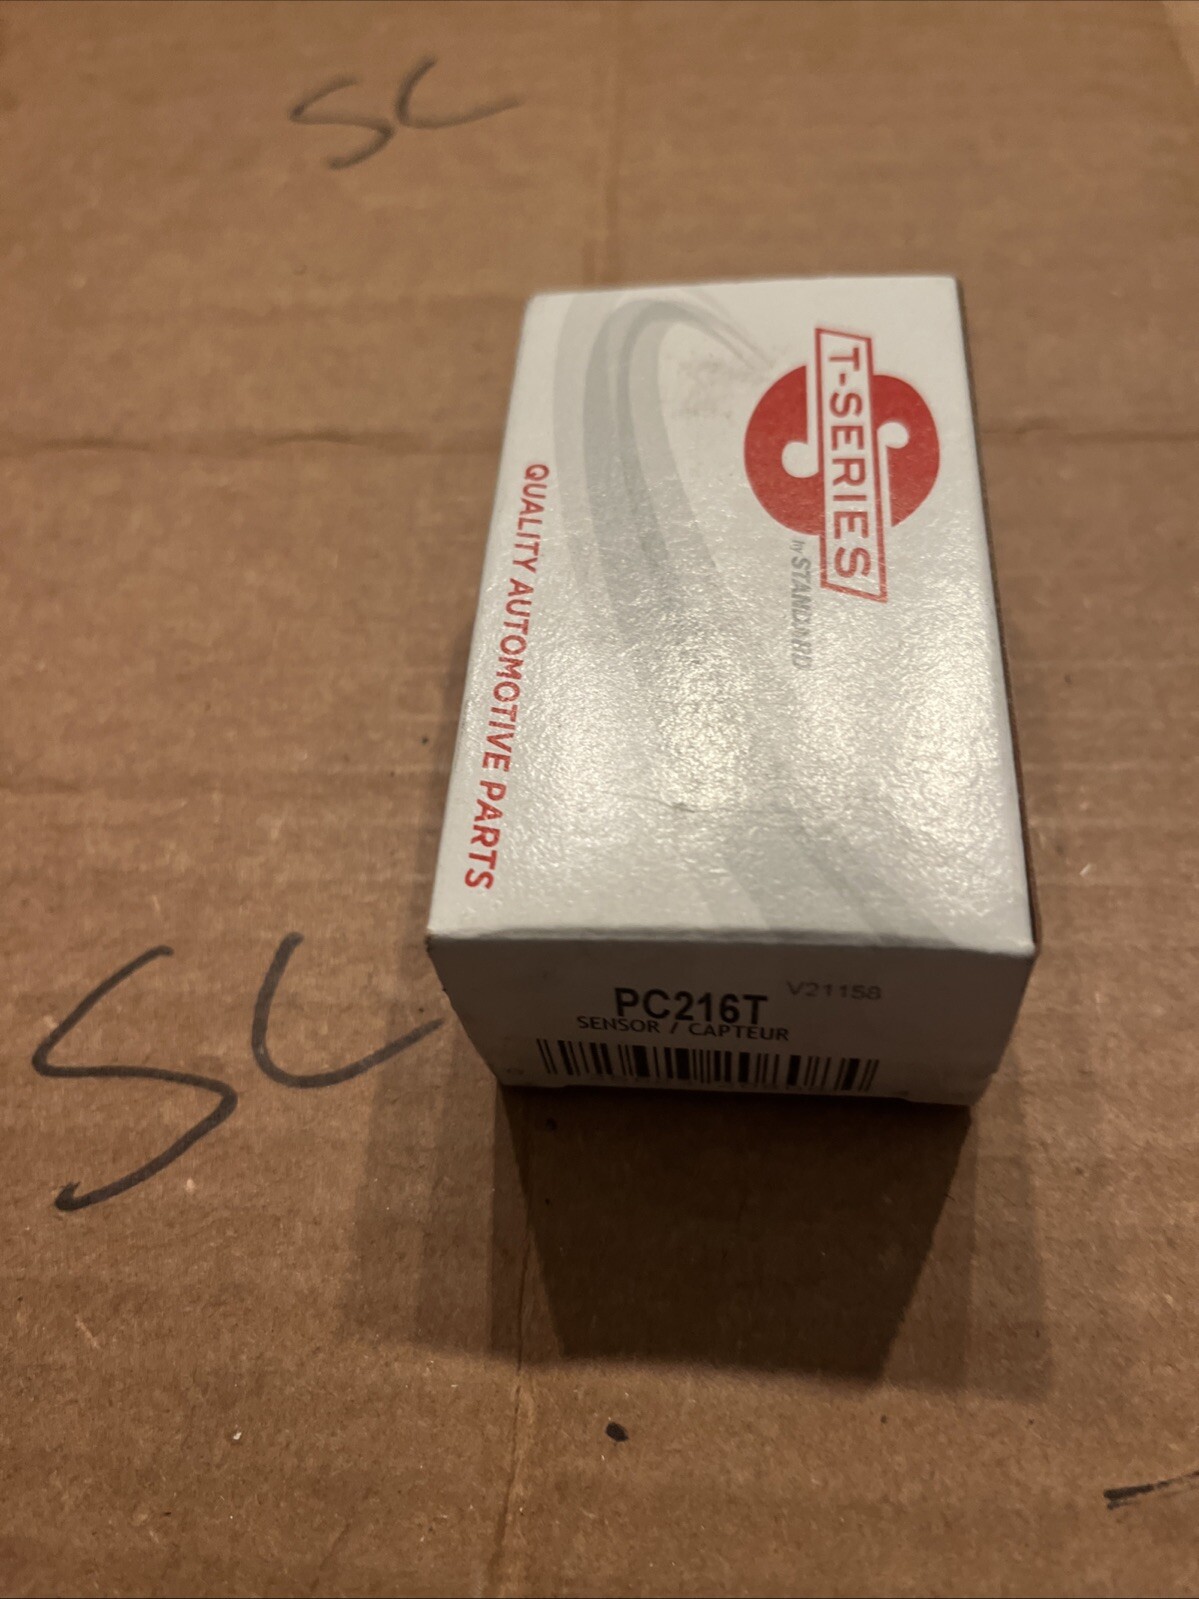 SC
T-SERIES
by STANDARD
QUALITY AUTOMOTIVE PARTS
SC
PC216T
V21158
SENSOR / CAPTEUR